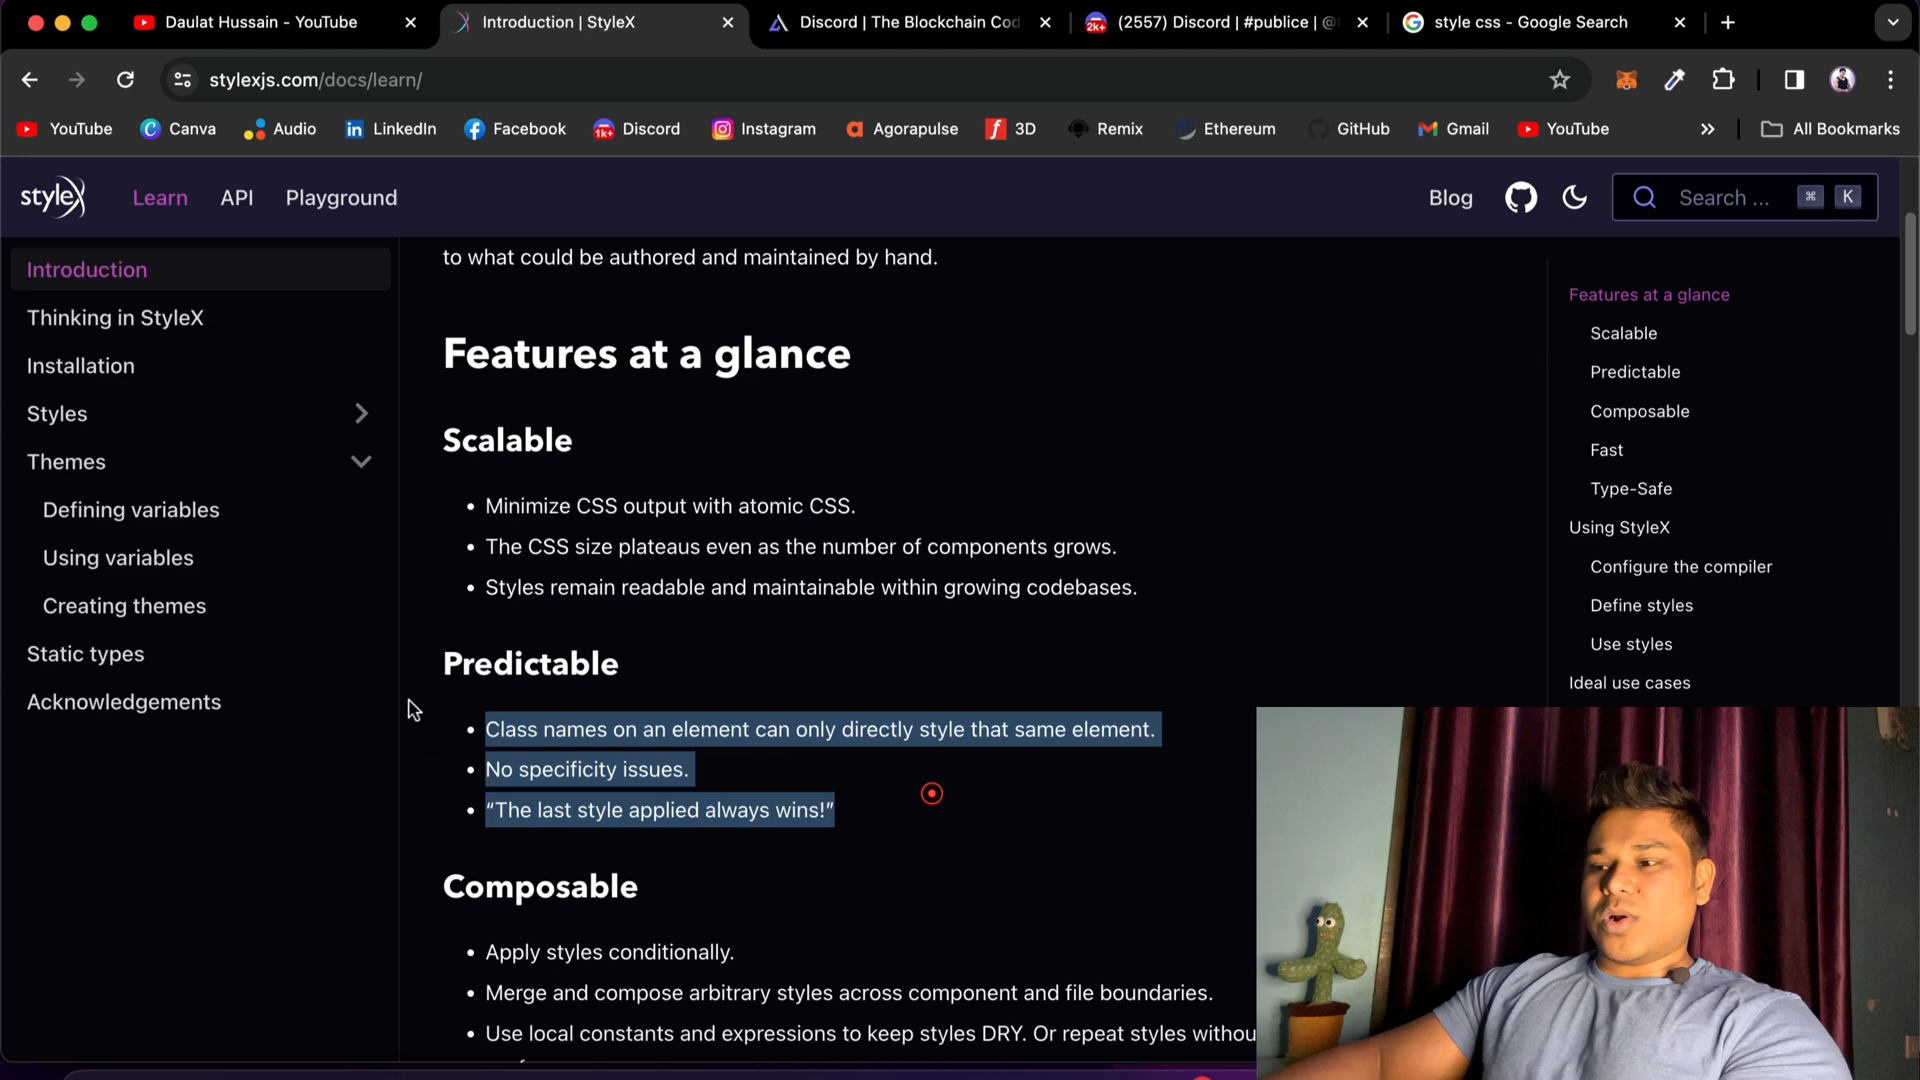 Daulat Hussain - YouTube
Introduction | StyleX
Discord | The Blockchain Cod
(2557) Discord | #publice | @
style css - Google Search
stylexjs.com/docs/learn/
YouTube
Canva
Audio
LinkedIn
Facebook
1k+
Discord
Instagram
Agorapulse
3D
Remix
Ethereum
GitHub
Gmail
YouTube
All Bookmarks
styleX
Learn
API
Playground
Blog
Search ...
⌘ K
Introduction
Thinking in StyleX
Installation
Styles
Themes
Defining variables
Using variables
Creating themes
Static types
Acknowledgements
to what could be authored and maintained by hand.
Features at a glance
Scalable
• Minimize CSS output with atomic CSS.
• The CSS size plateaus even as the number of components grows.
• Styles remain readable and maintainable within growing codebases.
Predictable
• Class names on an element can only directly style that same element.
• No specificity issues.
• “The last style applied always wins!”
Composable
• Apply styles conditionally.
• Merge and compose arbitrary styles across component and file boundaries.
• Use local constants and expressions to keep styles DRY. Or repeat styles withou
Features at a glance
Scalable
Predictable
Composable
Fast
Type-Safe
Using StyleX
Configure the compiler
Define styles
Use styles
Ideal use cases